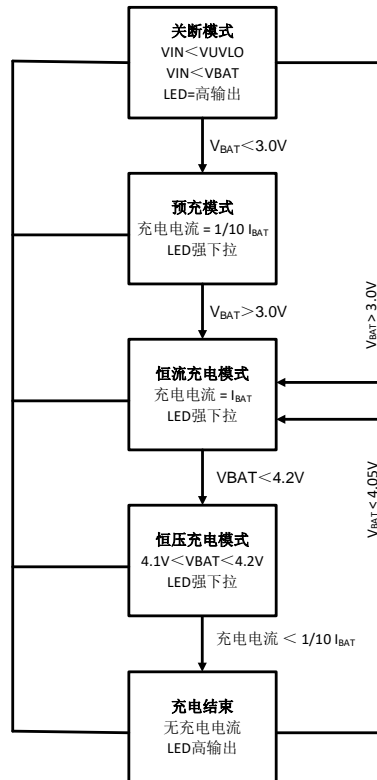 关断模式
VIN＜VUVLO
VIN＜VBAT
LED=高输出
VBAT＜3.0V
预充模式
充电电流 = 1/10 IBAT
LED强下拉
VBAT＞3.0V
VBAT＞3.0V
恒流充电模式
充电电流 = IBAT
LED强下拉
VBAT＜4.2V
VBAT＜4.05V
恒压充电模式
4.1V＜VBAT＜4.2V
LED强下拉
充电电流 ＜ 1/10 IBAT
充电结束
无充电电流
LED高输出